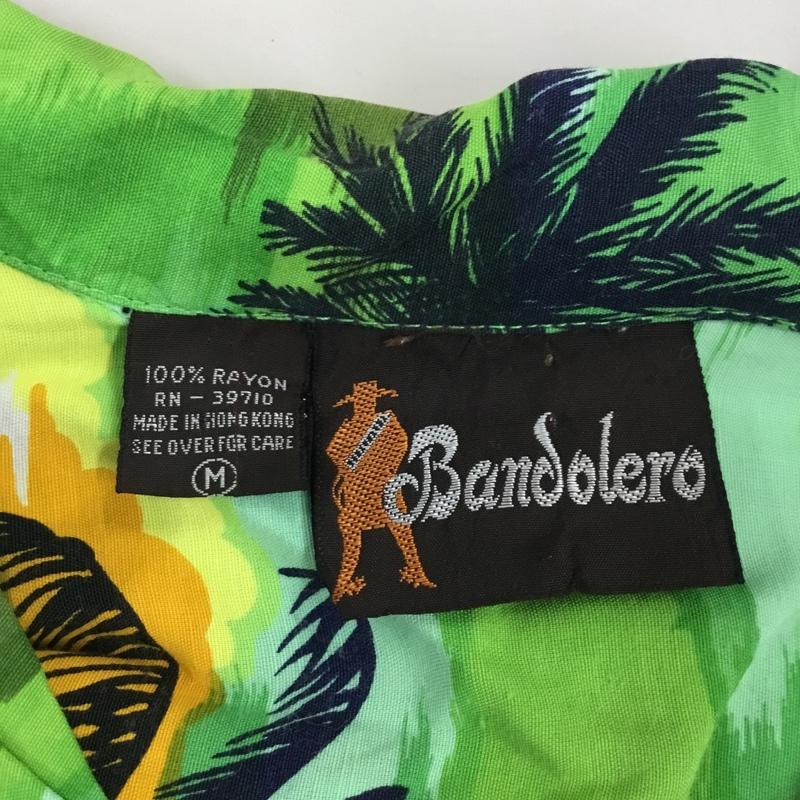 100% RAYON
RN - 39710
MADE IN HONG KONG
SEE OVER FOR CARE
M
Bandolero